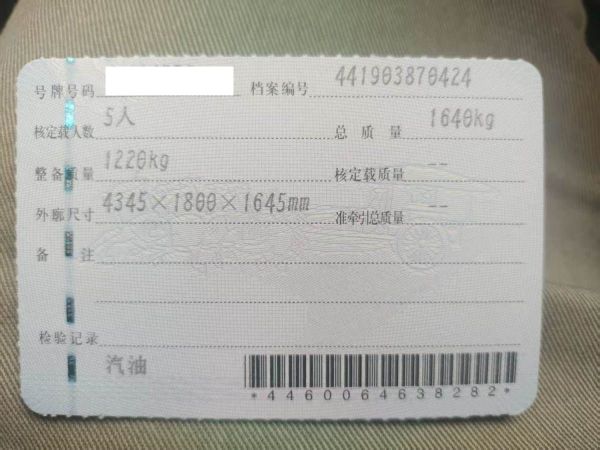 号牌号码 档案编号 441903870424
核定载人数 5人 总质量 1640kg
整备质量 1220kg 核定载质量 --
外廓尺寸 4345×1800×1645mm 准牵引总质量 --
备注
检验记录
汽油
*4460064638282*